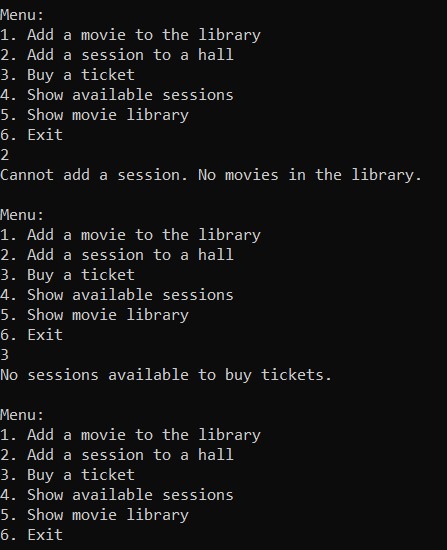 Menu:
1. Add a movie to the library
2. Add a session to a hall
3. Buy a ticket
4. Show available sessions
5. Show movie library
6. Exit
2
Cannot add a session. No movies in the library.
Menu:
1. Add a movie to the library
2. Add a session to a hall
3. Buy a ticket
4. Show available sessions
5. Show movie library
6. Exit
3
No sessions available to buy tickets.
Menu:
1. Add a movie to the library
2. Add a session to a hall
3. Buy a ticket
4. Show available sessions
5. Show movie library
6. Exit